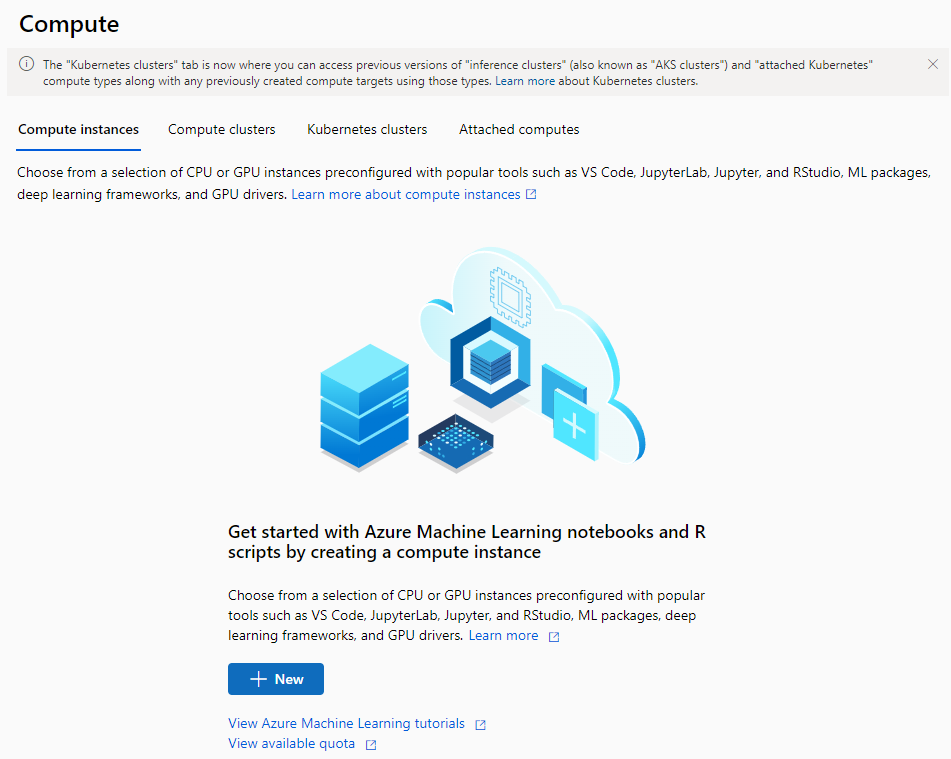 Compute
The "Kubernetes clusters" tab is now where you can access previous versions of "inference clusters" (also known as "AKS clusters") and "attached Kubernetes"
compute types along with any previously created compute targets using those types. Learn more about Kubernetes clusters.
Compute instances Compute clusters Kubernetes clusters Attached computes
Choose from a selection of CPU or GPU instances preconfigured with popular tools such as VS Code, JupyterLab, Jupyter, and RStudio, ML packages,
deep learning frameworks, and GPU drivers. Learn more about compute instances
Get started with Azure Machine Learning notebooks and R
scripts by creating a compute instance
Choose from a selection of CPU or GPU instances preconfigured with popular
tools such as VS Code, JupyterLab, Jupyter, and RStudio, ML packages, deep
learning frameworks, and GPU drivers. Learn more
New
View Azure Machine Learning tutorials
View available quota